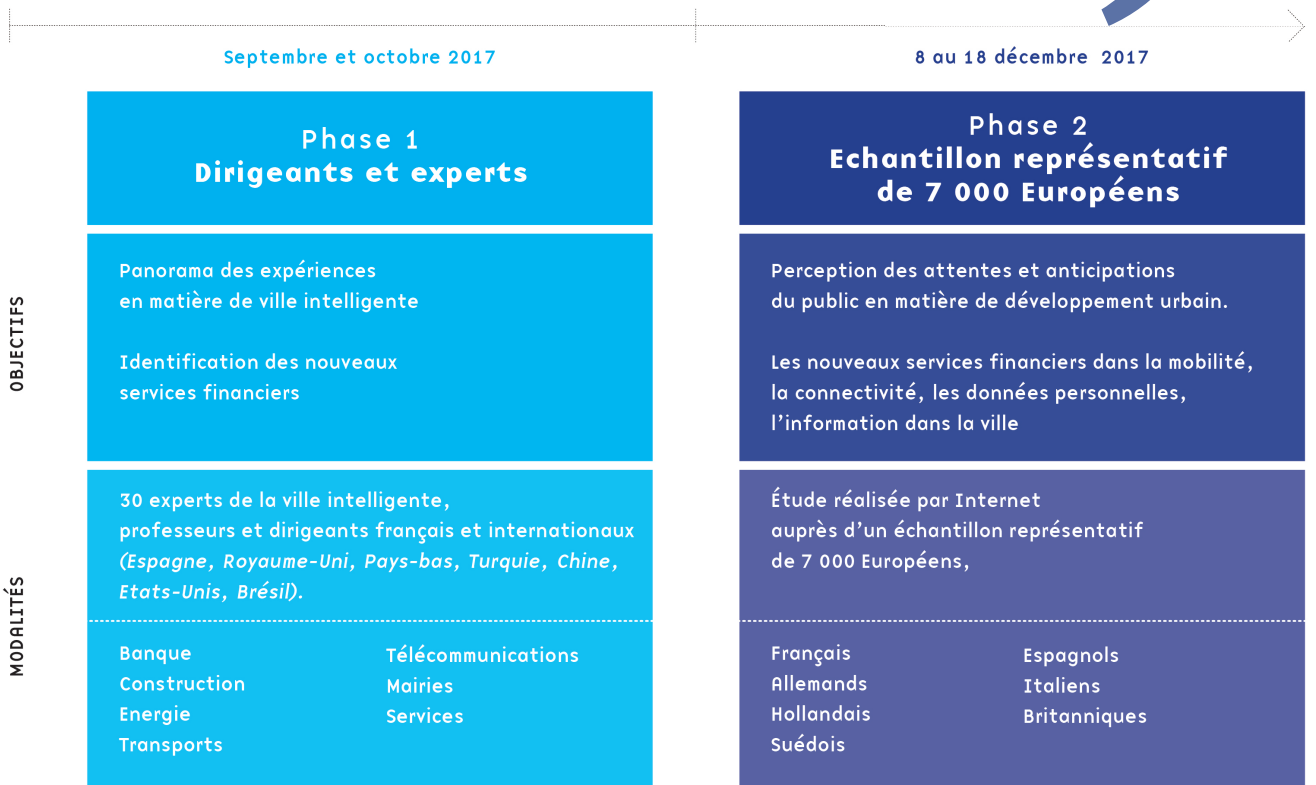 Septembre et octobre 2017
Phase 1
Dirigeants et experts
OBJECTIFS
Panorama des expériences
en matière de ville intelligente
Identification des nouveaux
services financiers
MODALITÉS
30 experts de la ville intelligente,
professeurs et dirigeants français et internationaux
(Espagne, Royaume-Uni, Pays-bas, Turquie, Chine,
Etats-Unis, Brésil).
Banque
Construction
Energie
Transports
Télécommunications
Mairies
Services
8 au 18 décembre 2017
Phase 2
Echantillon représentatif
de 7 000 Européens
Perception des attentes et anticipations
du public en matière de développement urbain.
Les nouveaux services financiers dans la mobilité,
la connectivité, les données personnelles,
l’information dans la ville
Étude réalisée par Internet
auprès d’un échantillon représentatif
de 7 000 Européens,
Français
Allemands
Hollandais
Suédois
Espagnols
Italiens
Britanniques